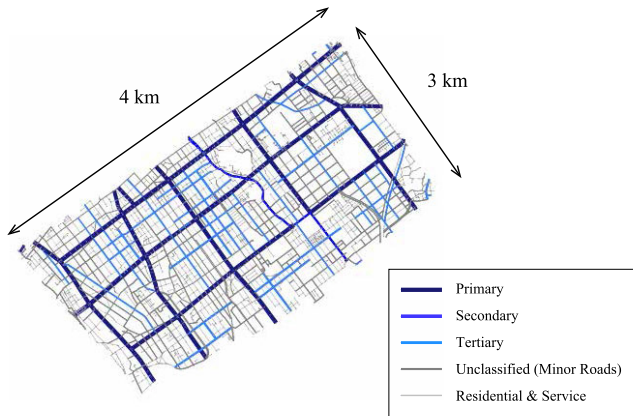 4 km
3 km
Primary
Secondary
Tertiary
Unclassified (Minor Roads)
Residential & Service